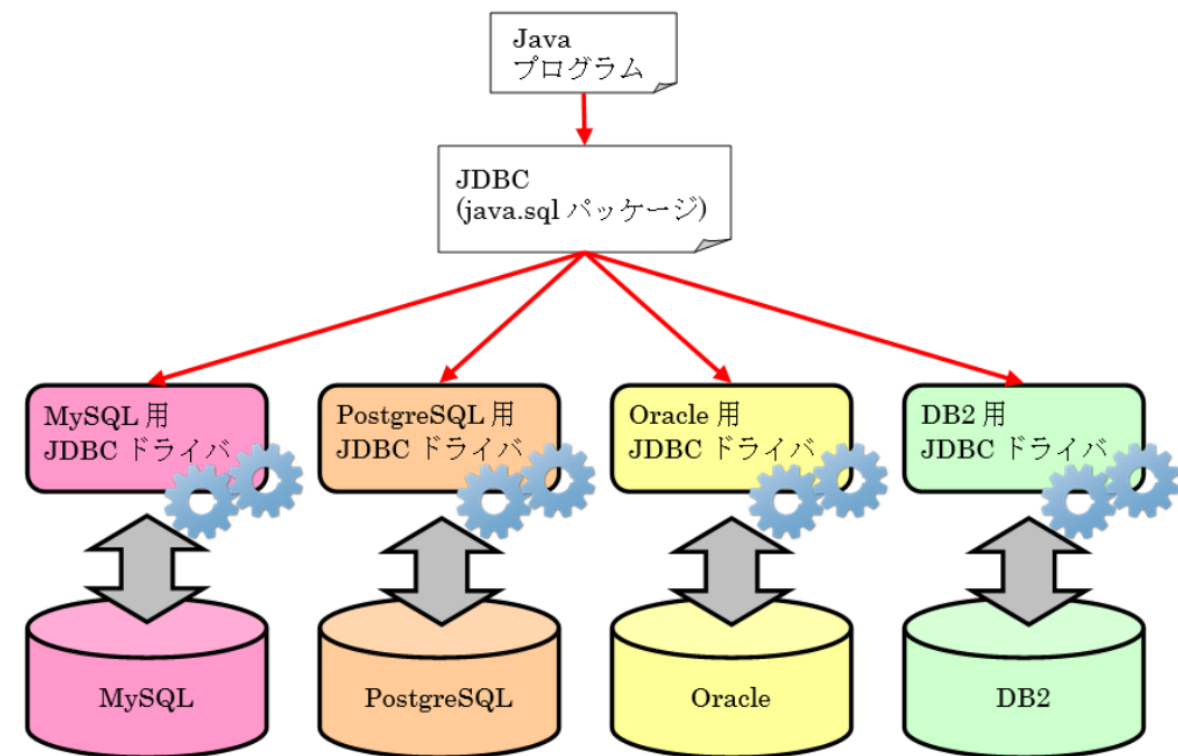 Java
プログラム
JDBC
(java.sql パッケージ)
MySQL 用
JDBC ドライバ
PostgreSQL 用
JDBC ドライバ
Oracle 用
JDBC ドライバ
DB2 用
JDBC ドライバ
MySQL
PostgreSQL
Oracle
DB2